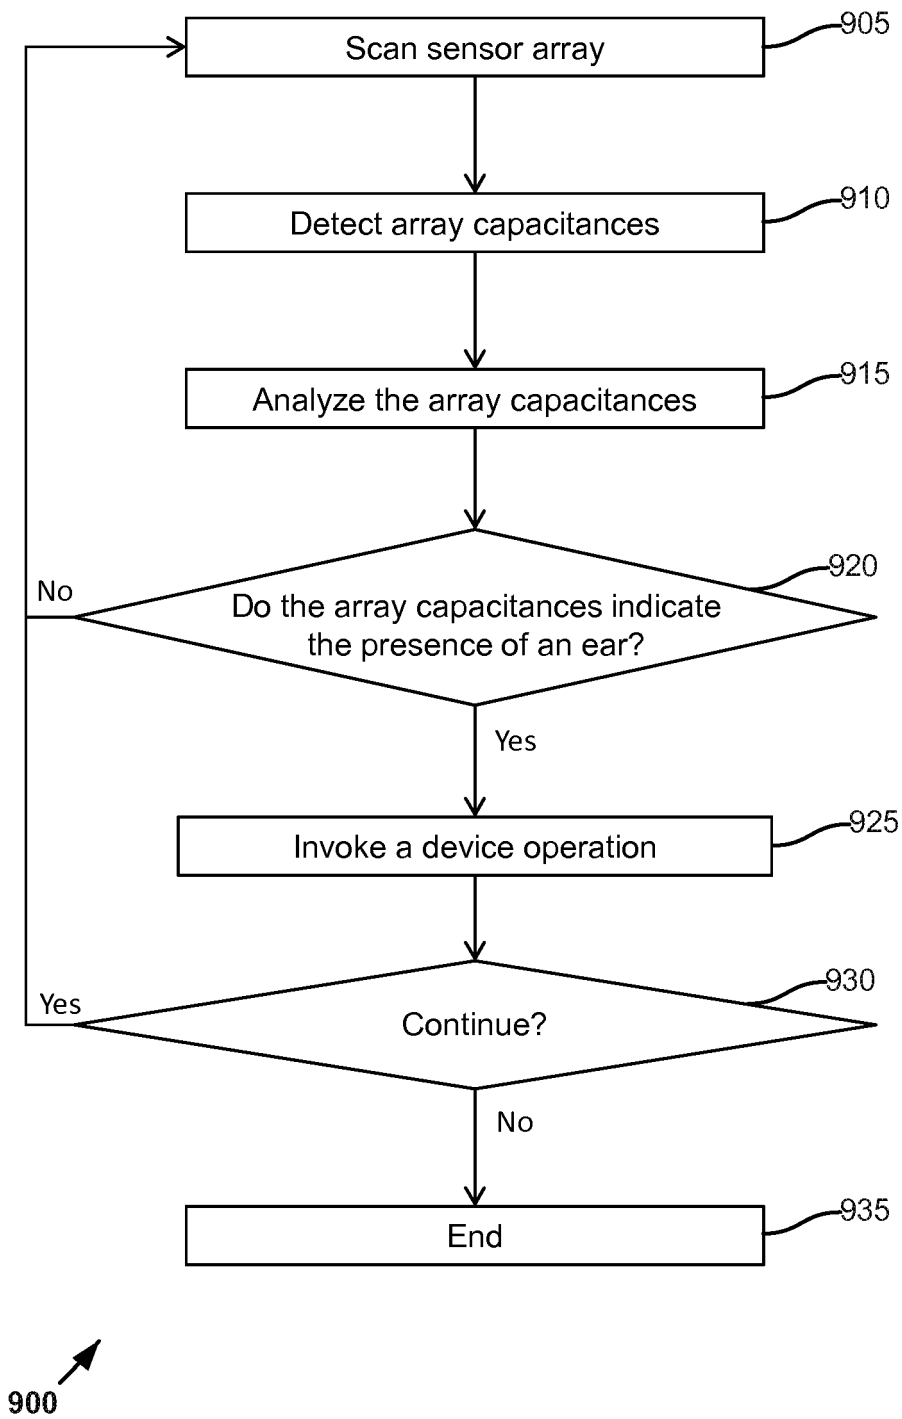 905
Scan sensor array
910
Detect array capacitances
915
Analyze the array capacitances
920
No
Do the array capacitances indicate
the presence of an ear?
Yes
925
Invoke a device operation
930
Yes
Continue?
No
935
End
900